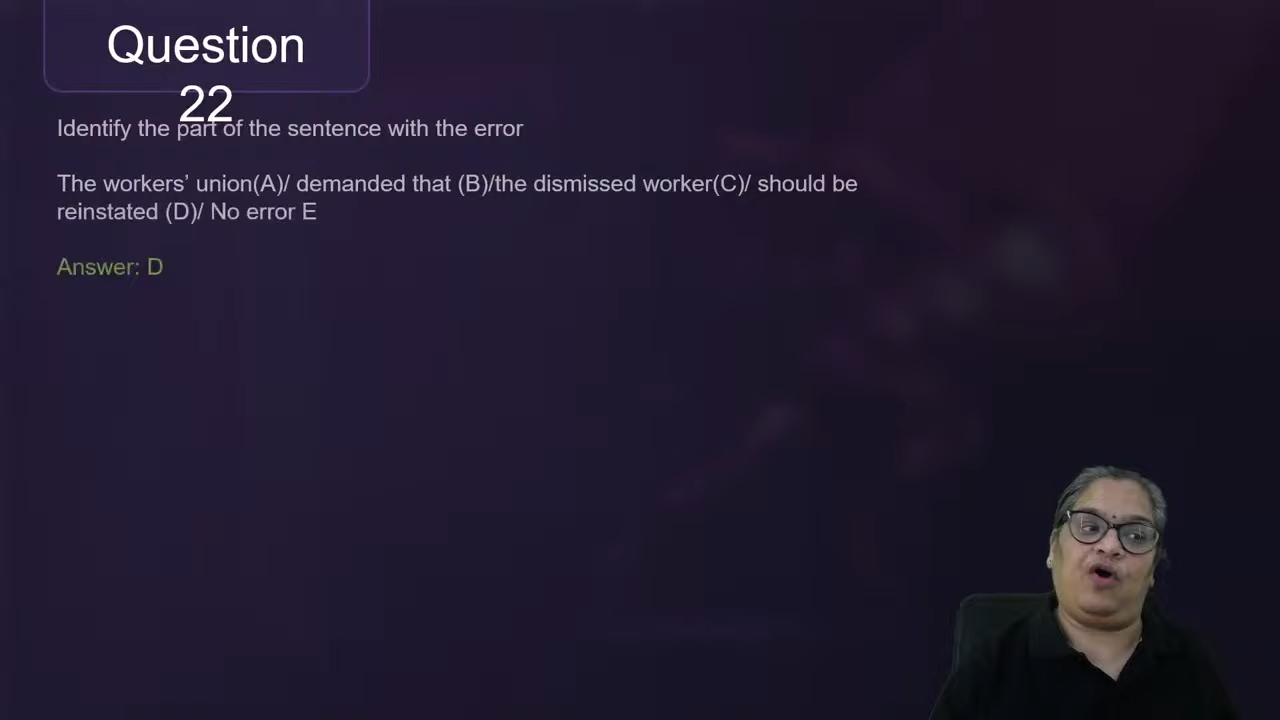 Question
22
Identify the part of the sentence with the error
The workers’ union(A)/ demanded that (B)/the dismissed worker(C)/ should be
reinstated (D)/ No error E
Answer: D